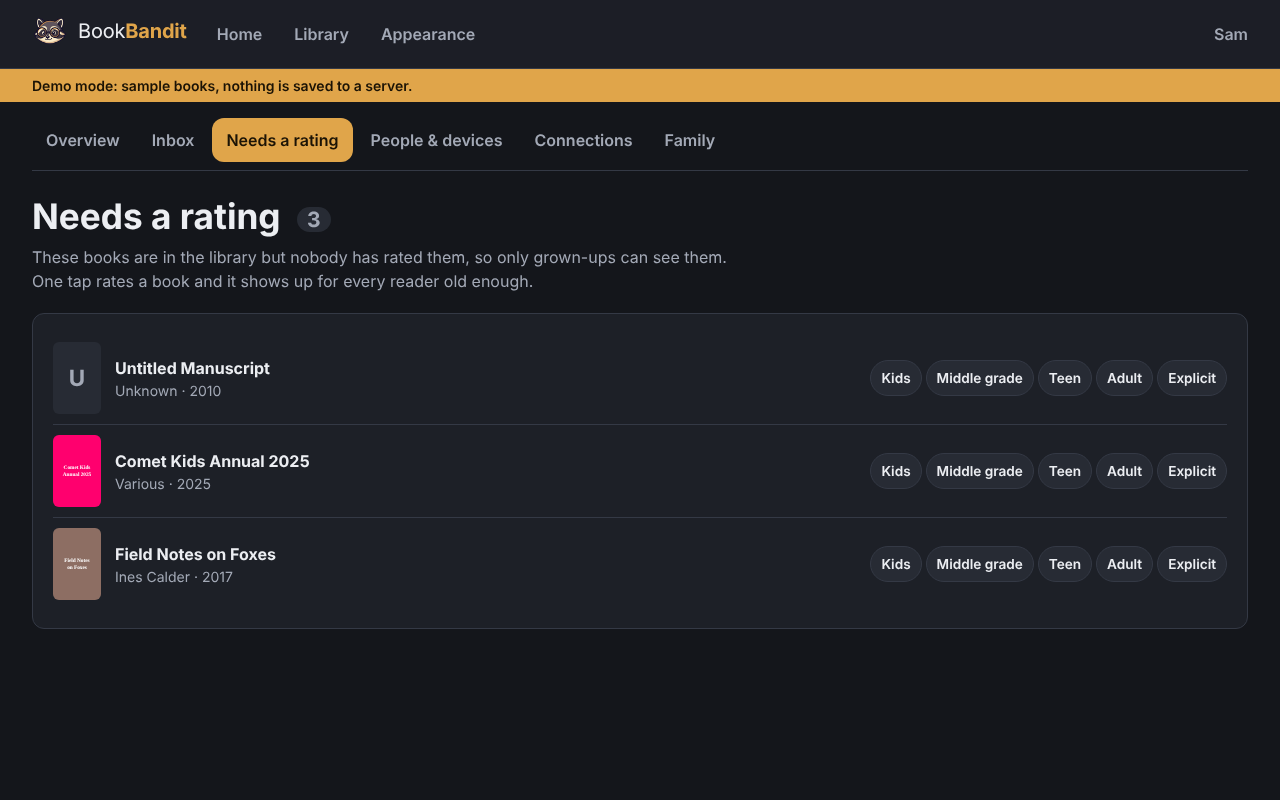 BookBandit
Home
Library
Appearance
Sam
Demo mode: sample books, nothing is saved to a server.
Overview
Inbox
Needs a rating
People & devices
Connections
Family
Needs a rating 3
These books are in the library but nobody has rated them, so only grown-ups can see them.
One tap rates a book and it shows up for every reader old enough.
U
Untitled Manuscript
Unknown · 2010
Kids
Middle grade
Teen
Adult
Explicit
Comet Kids
Annual 2025
Comet Kids Annual 2025
Various · 2025
Kids
Middle grade
Teen
Adult
Explicit
Field Notes
on Foxes
Field Notes on Foxes
Ines Calder · 2017
Kids
Middle grade
Teen
Adult
Explicit